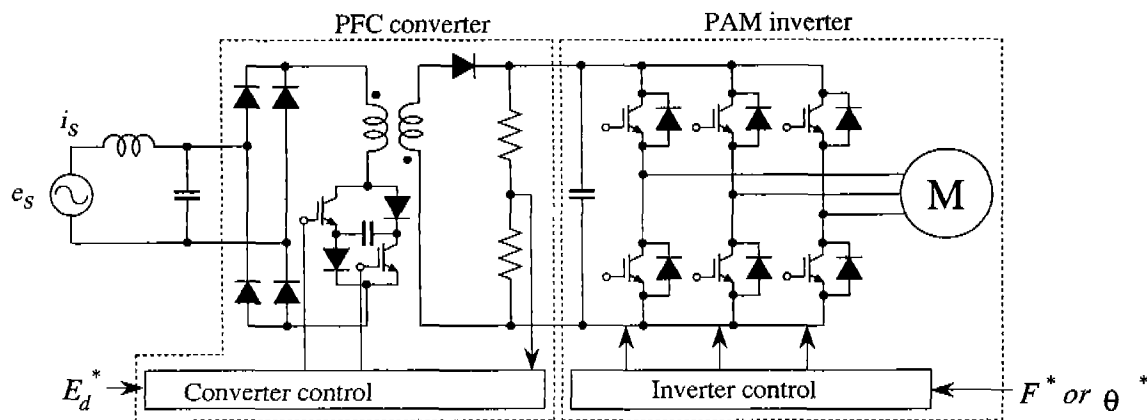 PFC converter
PAM inverter
i_s
e_s
M
E_d^*
Converter control
Inverter control
F^* or θ^*